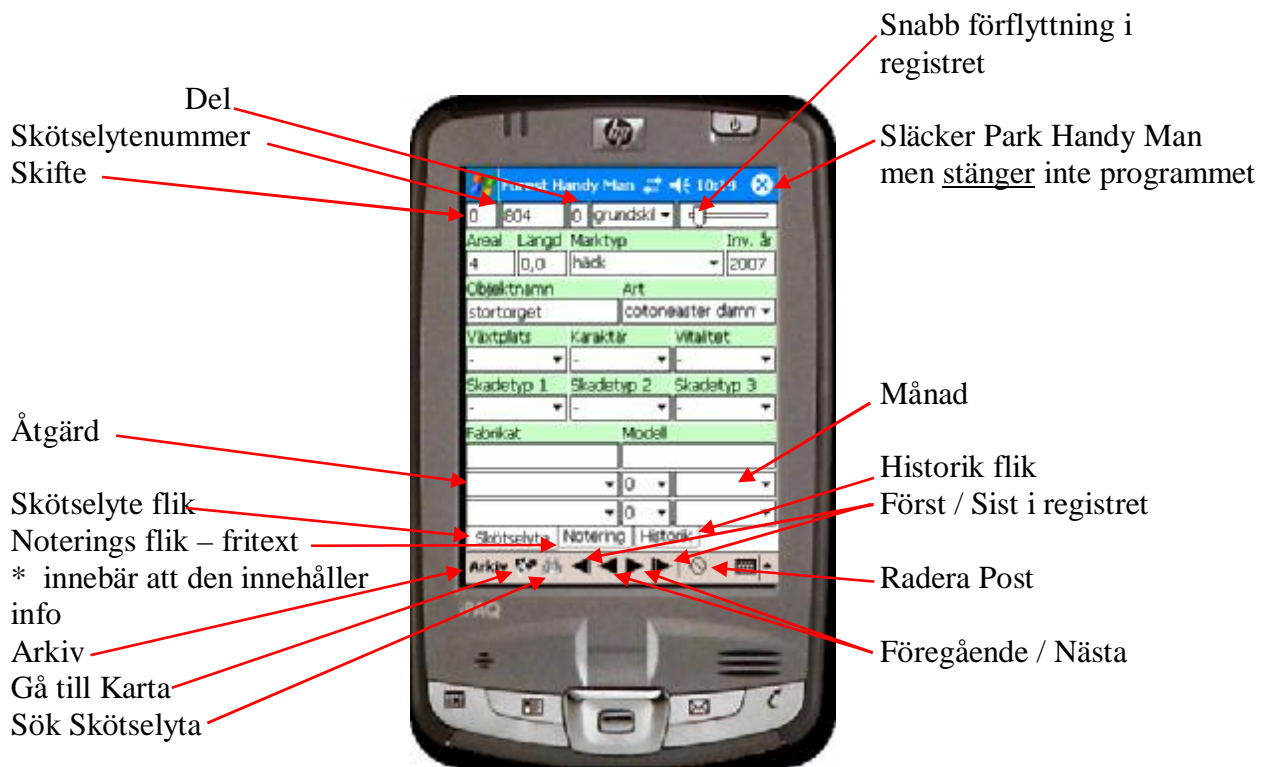 Snabb förflyttning i
registret
Del
Skötselytenummer
Skifte
Släcker Park Handy Man
men stänger inte programmet
hp
Forest Handy Man 10:19
0 804 0 grundskl
Areal Längd Marktyp Inv. år
4 0,0 häck 2007
Objektnamn Art
stortorget cotoneaster damm
Växtplats Karaktär Vitalitet
- - -
Skadetyp 1 Skadetyp 2 Skadetyp 3
- - -
Fabrikat Modell
0
0
Skötselyta Notering Historik
Arkiv
iPAQ
Månad
Åtgärd
Historik flik
Först / Sist i registret
Skötselyte flik
Noterings flik – fritext
* innebär att den innehåller
info
Radera Post
Arkiv
Föregående / Nästa
Gå till Karta
Sök Skötselyta